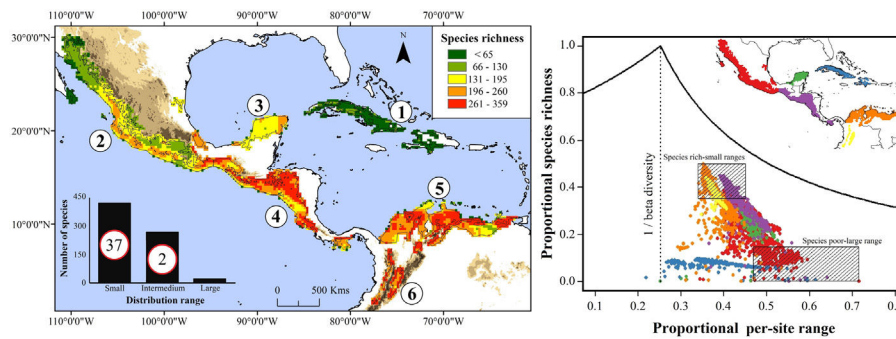 110°0'0"W
100°0'0"W
90°0'0"W
80°0'0"W
70°0'0"W
30°0'0"N
20°0'0"N
10°0'0"N
N
Species richness
<65
66 - 130
131 - 195
196 - 260
261 - 359
1
2
3
4
5
6
Number of species
450
300
150
0
37
2
Small
Intermedium
Large
Distribution range
0 500 Kms
110°0'0"W
100°0'0"W
90°0'0"W
80°0'0"W
70°0'0"W
Proportional species richness
1.0
0.8
0.6
0.4
0.2
0.0
1 / beta diversity
Species rich-small ranges
Species poor-large range
0.1
0.2
0.3
0.4
0.5
0.6
0.7
Proportional per-site range